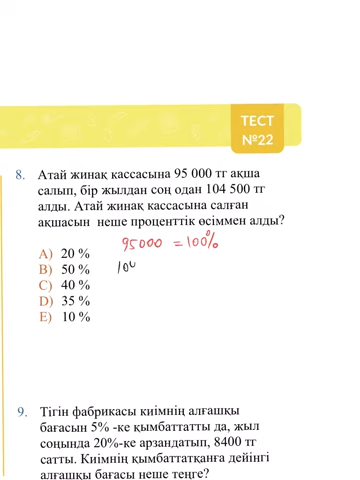 ТЕСТ
№22
8. Атай жинақ кассасына 95 000 тг ақша
салып, бір жылдан соң одан 104 500 тг
алды. Атай жинақ кассасына салған
ақшасын неше проценттік өсіммен алды?
95000 = 100%
A) 20 %
B) 50 %
10
C) 40 %
D) 35 %
E) 10 %
9. Тігін фабрикасы киімнің алғашқы
бағасын 5% -ке қымбаттатты да, жыл
соңында 20%-ке арзандатып, 8400 тг
сатты. Киімнің қымбаттатқанға дейінгі
алғашқы бағасы неше теңге?